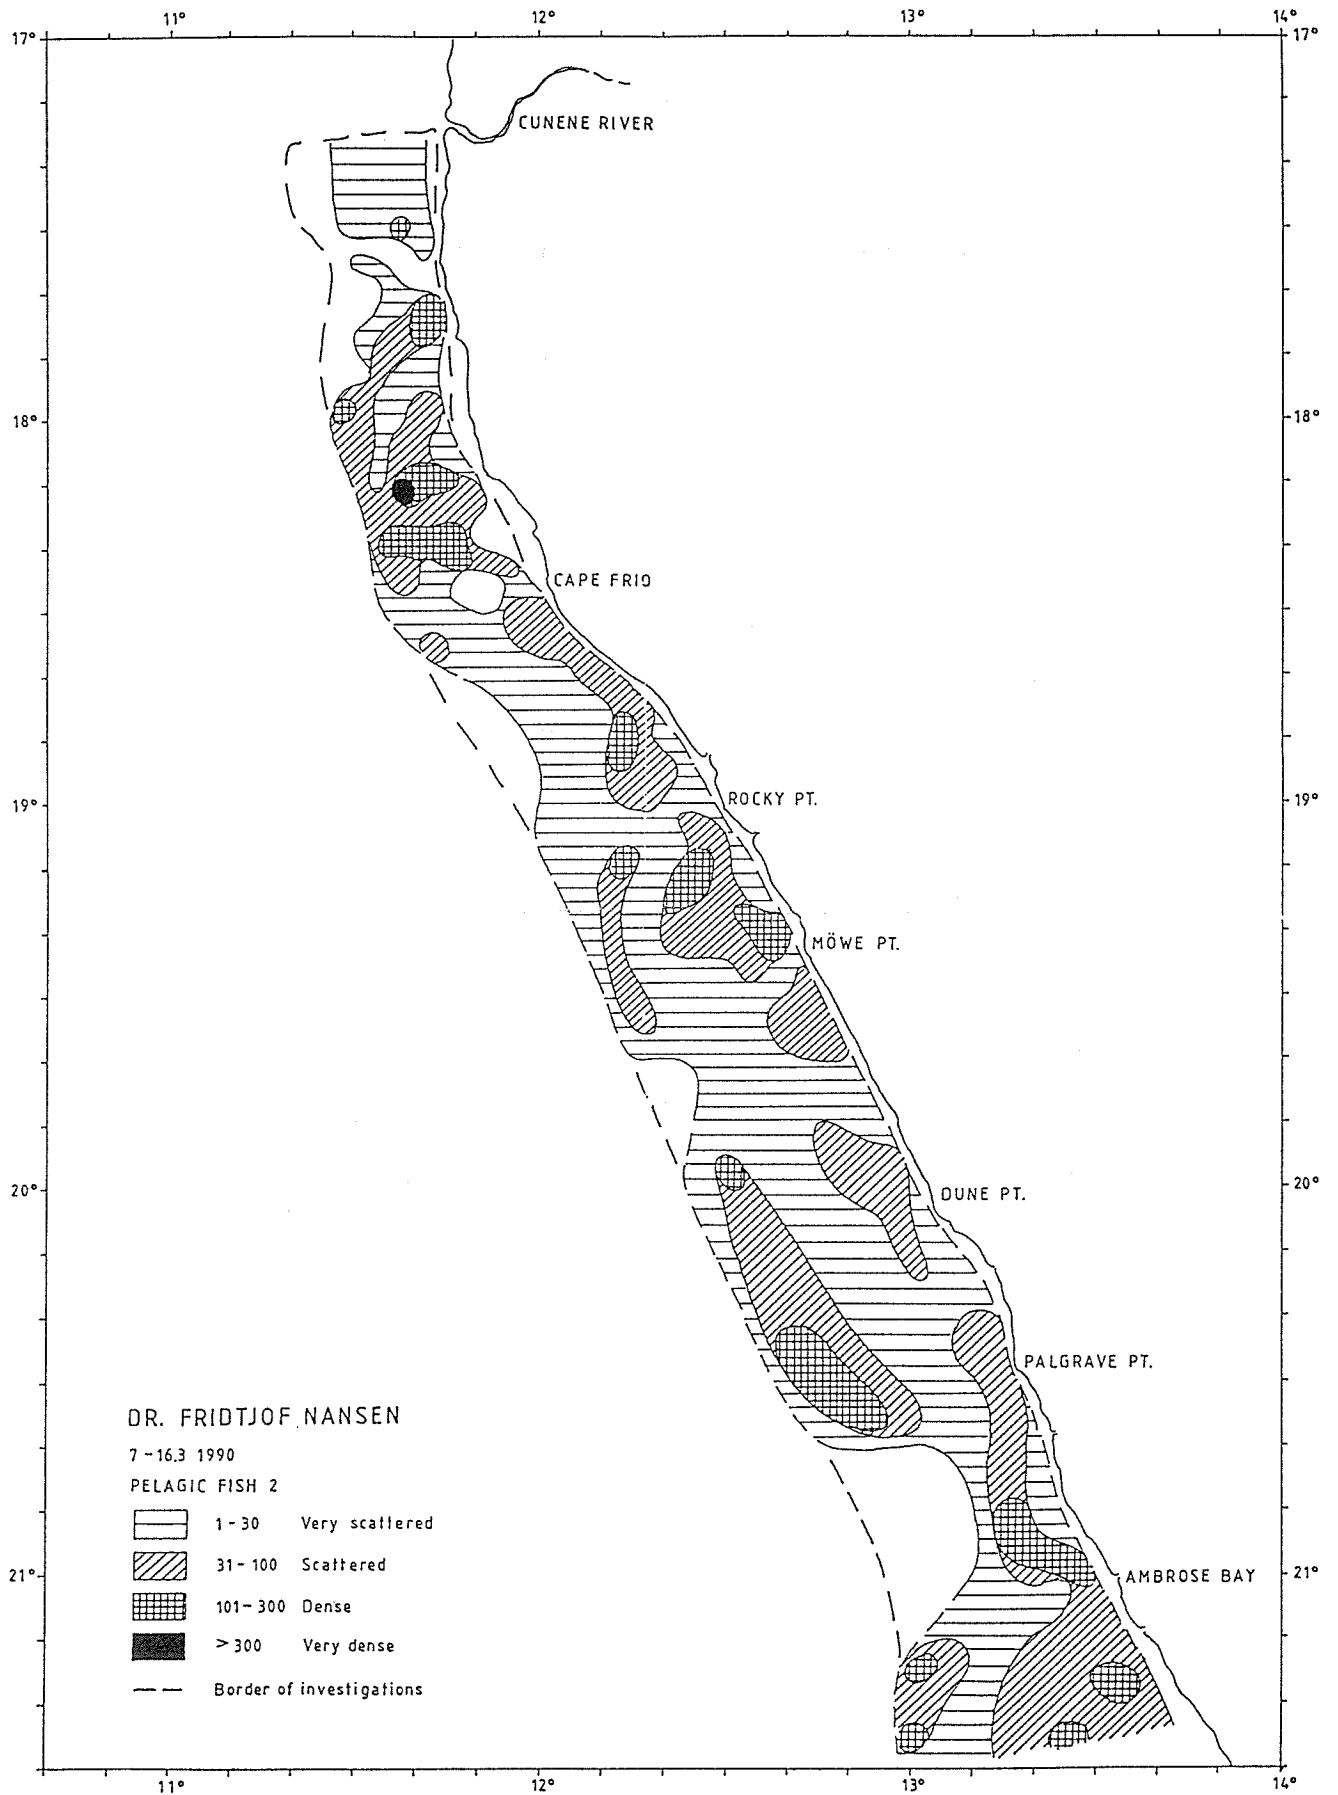 11° 12° 13° 14°
17° 17°
CUNENE RIVER
18° 18°
CAPE FRIO
ROCKY PT.
19° 19°
MÖWE PT.
20° 20°
DUNE PT.
PALGRAVE PT.
DR. FRIDTJOF NANSEN
7-16.3 1990
PELAGIC FISH 2
1-30 Very scattered
31-100 Scattered
21° 21°
AMBROSE BAY
101-300 Dense
>300 Very dense
Border of investigations
11° 12° 13° 14°